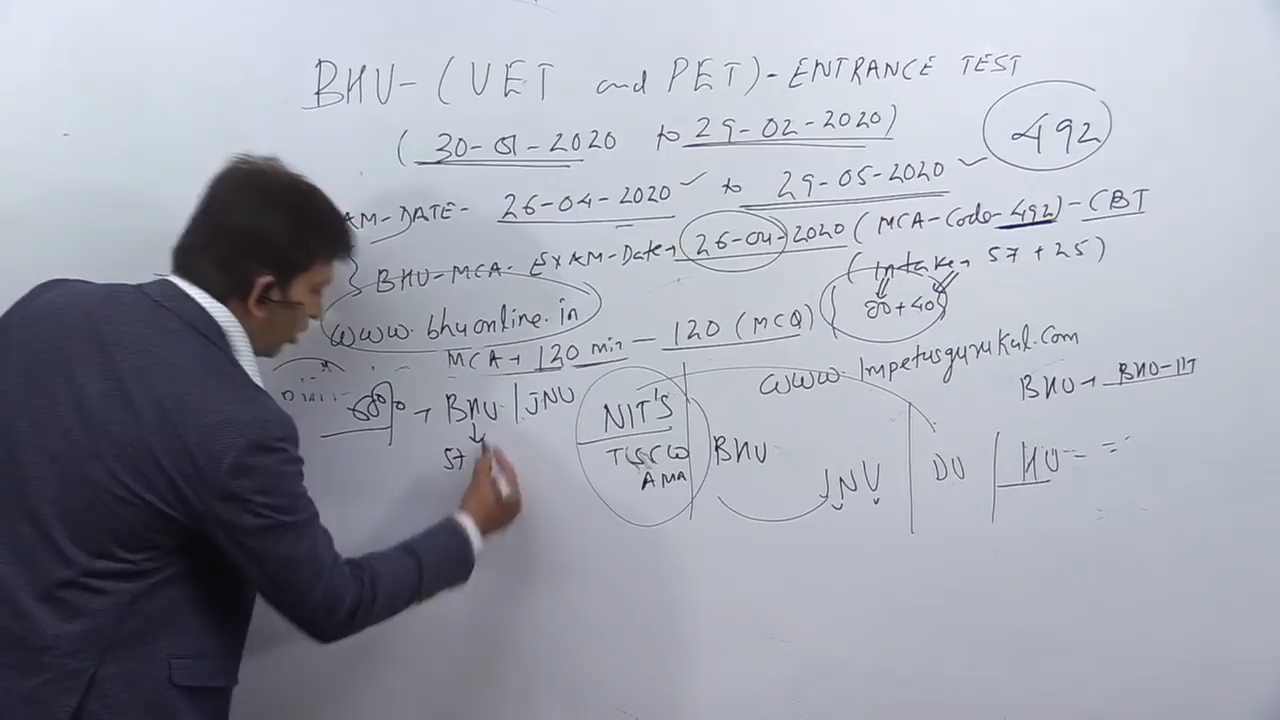 BHU-(UET and PET)-ENTRANCE TEST
(30-01-2020 to 29-02-2020)
492
AM-DATE- 26-04-2020 ✓ to 29-05-2020 ✓
BHU-MCA- EXAM-Date→ 26-04-2020 (MCA-Code-492)-CBT
(Intake→ 57+25)
80+40
www.bhuonline.in
MCA→ 120 min - 120 (MCQ)
www.Impetusgurukul.com
BHU→ BHU-IIT
→ BHU | JNU
57
NIT'S
AMA
BHU
JNU
DU
HU